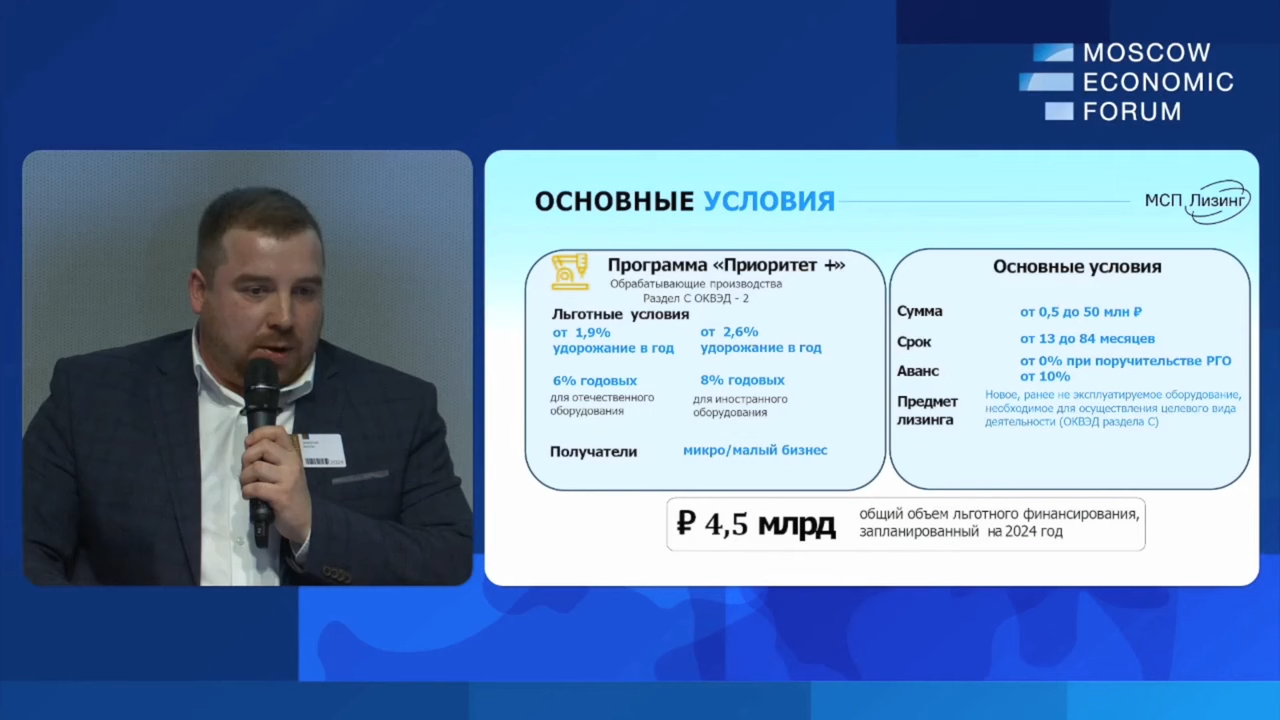 MOSCOW
ECONOMIC
FORUM
ОСНОВНЫЕ УСЛОВИЯ
МСП Лизинг
Программа «Приоритет +»
Обрабатывающие производства
Раздел С ОКВЭД - 2
Льготные условия
от 1,9%
удорожание в год
от 2,6%
удорожание в год
6% годовых
для отечественного
оборудования
8% годовых
для иностранного
оборудования
Получатели
микро/малый бизнес
Основные условия
Сумма
от 0,5 до 50 млн ₽
Срок
от 13 до 84 месяцев
Аванс
от 0% при поручительстве РГО
от 10%
Предмет
лизинга
Новое, ранее не эксплуатируемое оборудование,
необходимое для осуществления целевого вида
деятельности (ОКВЭД раздела С)
₽ 4,5 млрд
общий объем льготного финансирования,
запланированный на 2024 год